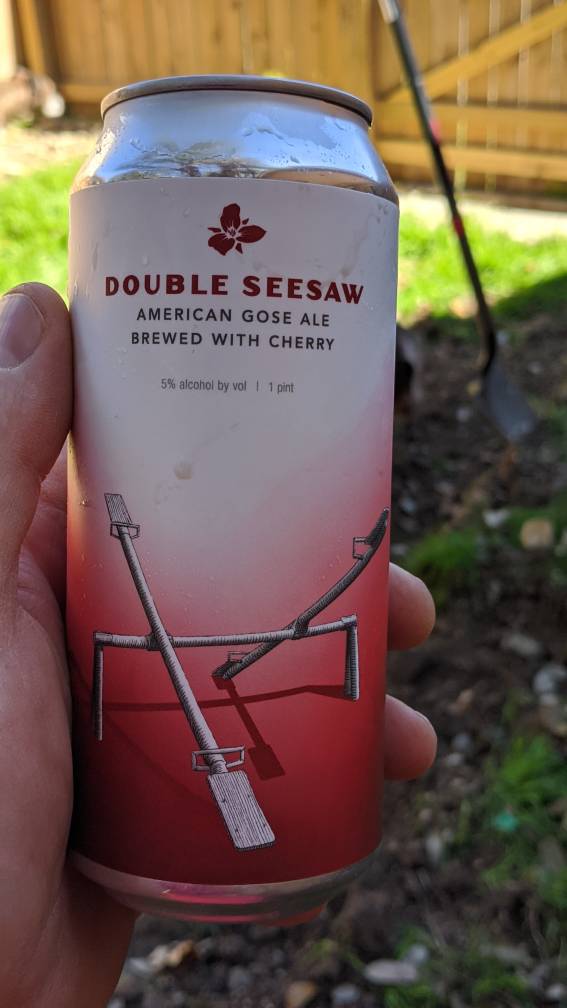 DOUBLE SEESAW
AMERICAN GOSE ALE
BREWED WITH CHERRY
5% alcohol by vol | 1 pint